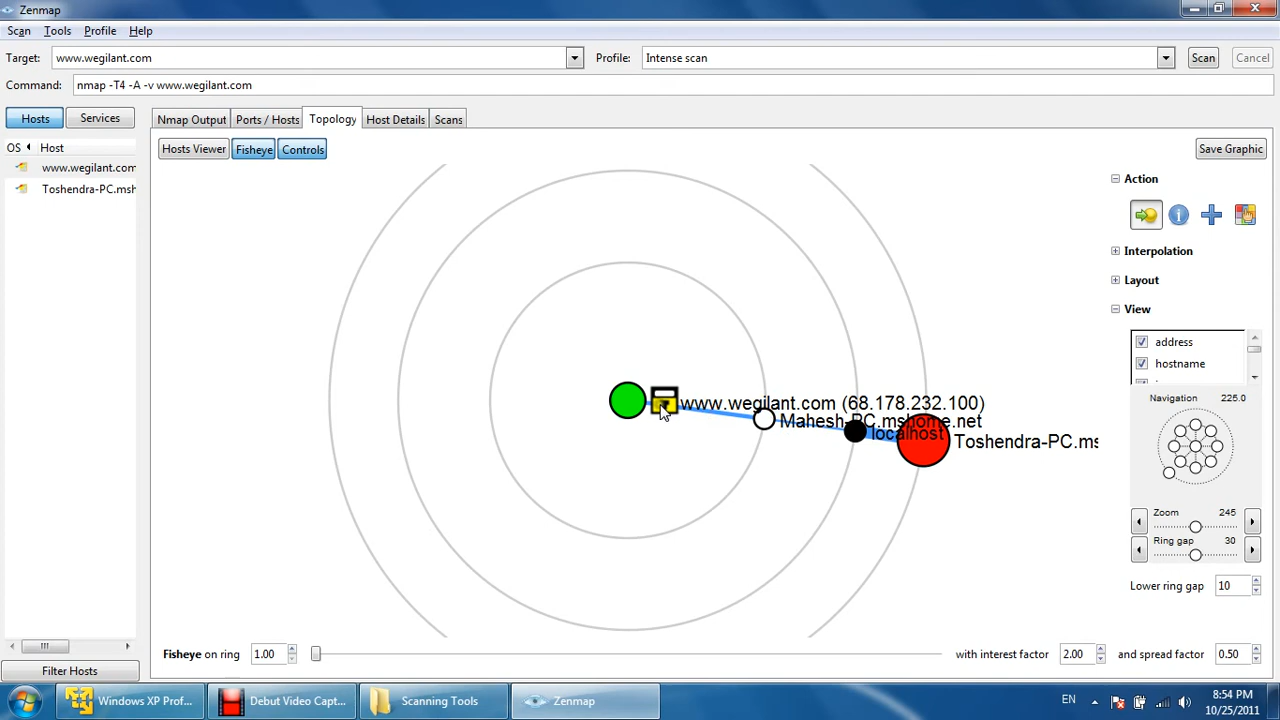 Zenmap
Scan Tools Profile Help
Target: www.wegilant.com Profile: Intense scan Scan Cancel
Command: nmap -T4 -A -v www.wegilant.com
Hosts Services Nmap Output Ports / Hosts Topology Host Details Scans
OS Host
www.wegilant.com
Toshendra-PC.msh
Hosts Viewer Fisheye Controls Save Graphic
Action
Interpolation
Layout
View
address
hostname
Navigation 225.0
www.wegilant.com (68.178.232.100)
Mahesh-PC.mshome.net
localhost
Toshendra-PC.ms
Zoom 245
Ring gap 30
Lower ring gap 10
Fisheye on ring 1.00 with interest factor 2.00 and spread factor 0.50
Filter Hosts
Windows XP Prof... Debut Video Capt... Scanning Tools Zenmap
EN 8:54 PM
10/25/2011